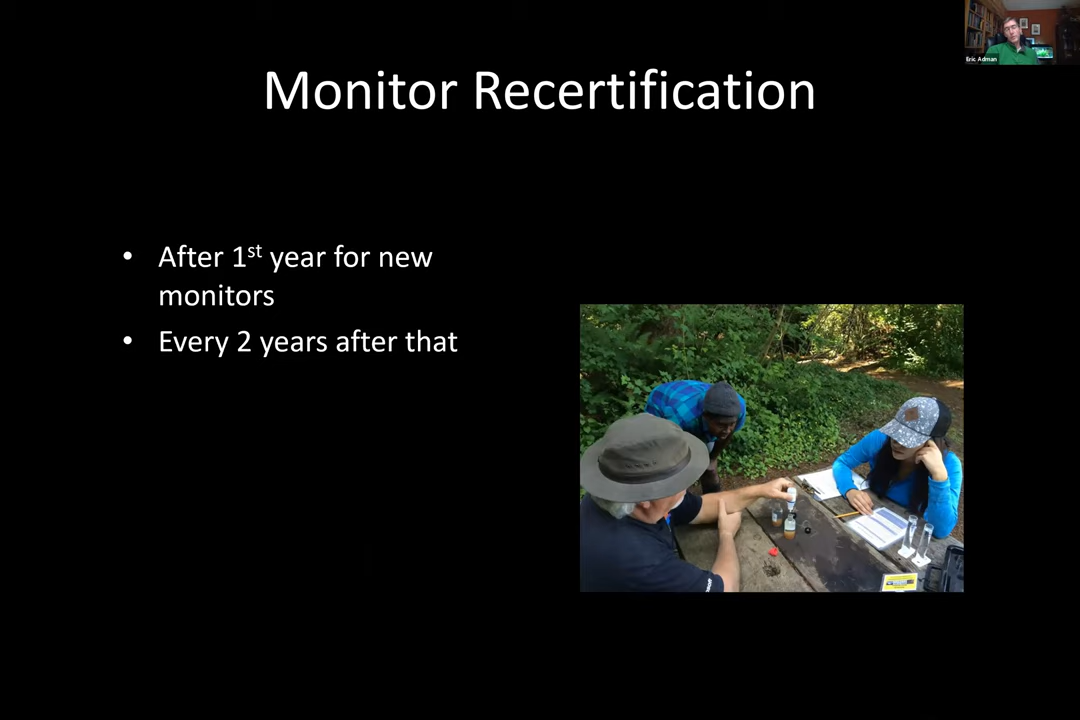 Eric Adman
Monitor Recertification
• After 1st year for new
monitors
• Every 2 years after that